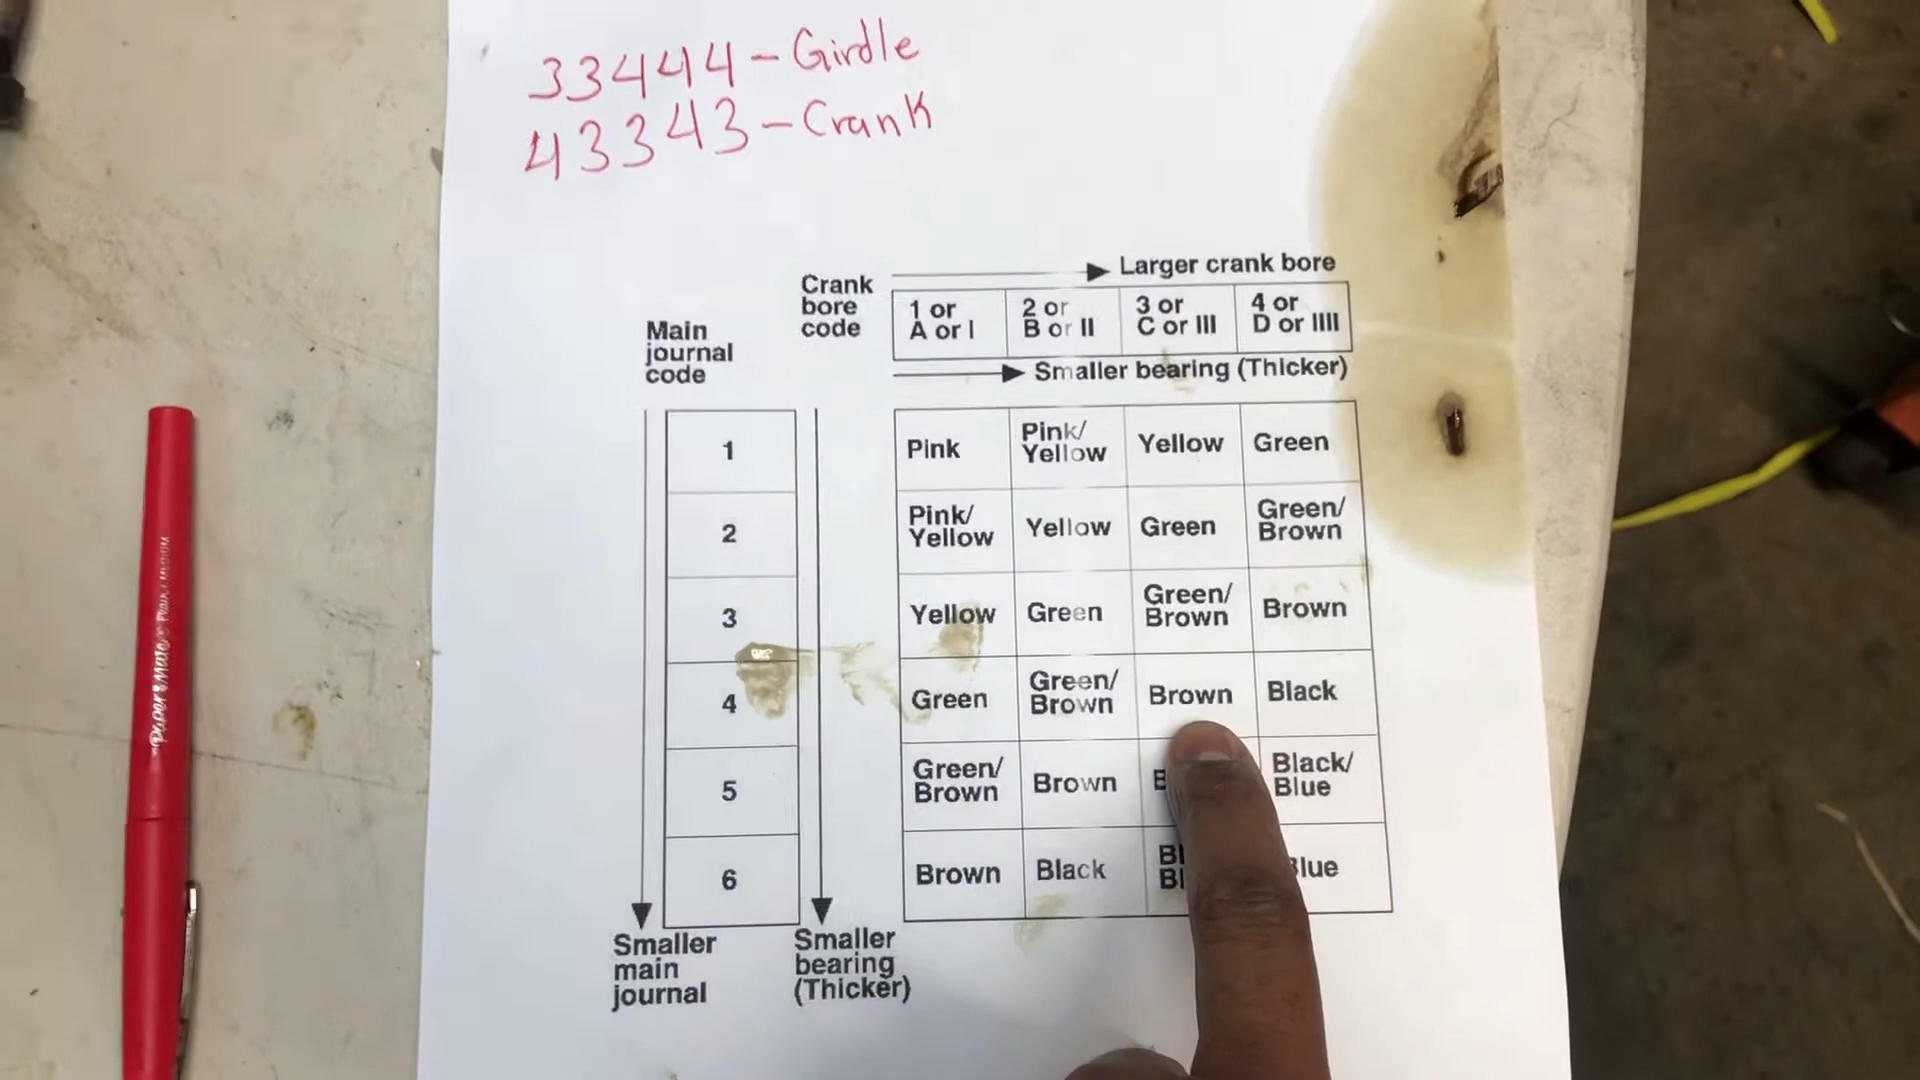 33444 - Girdle
43343 - Crank
Larger crank bore
Crank bore code
1 or A or I
2 or B or II
3 or C or III
4 or D or IIII
Main journal code
Smaller bearing (Thicker)
1 Pink Pink/Yellow Yellow Green
2 Pink/Yellow Yellow Green Green/Brown
3 Yellow Green Green/Brown Brown
4 Green Green/Brown Brown Black
5 Green/Brown Brown Black/Blue
6 Brown Black
Smaller main journal
Smaller bearing (Thicker)